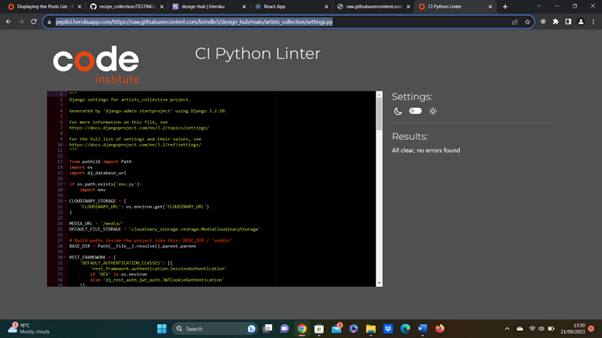 Displaying the Posts List - 
recipe_collection/TESTING.
design-hub | Heroku
React App
raw.githubusercontent.com
CI Python Linter
pep8ci.herokuapp.com/https://raw.githubusercontent.com/brindle5/design_hub/main/artists_collective/settings.py
code
institute
CI Python Linter
Settings:
Results:
All clear, no errors found
1 """
2 Django settings for artists_collective project.
3
4 Generated by 'django-admin startproject' using Django 3.2.20.
5
6 For more information on this file, see
7 https://docs.djangoproject.com/en/3.2/topics/settings/
8
9 For the full list of settings and their values, see
10 https://docs.djangoproject.com/en/3.2/ref/settings/
11 """
12
13 from pathlib import Path
14 import os
15 import dj_database_url
16
17 if os.path.exists('env.py'):
18 import env
19
20 CLOUDINARY_STORAGE = {
21 'CLOUDINARY_URL': os.environ.get('CLOUDINARY_URL')
22 }
23
24 MEDIA_URL = '/media/'
25 DEFAULT_FILE_STORAGE = 'cloudinary_storage.storage.MediaCloudinaryStorage'
26
27 # Build paths inside the project like this: BASE_DIR / 'subdir'.
28 BASE_DIR = Path(__file__).resolve().parent.parent
29
30 REST_FRAMEWORK = {
31 'DEFAULT_AUTHENTICATION_CLASSES': [(
32 'rest_framework.authentication.SessionAuthentication'
33 if 'DEV' in os.environ
34 else 'dj_rest_auth.jwt_auth.JWTCookieAuthentication'
35 )],
16°C
Mostly cloudy
Search
13:50
21/09/2023